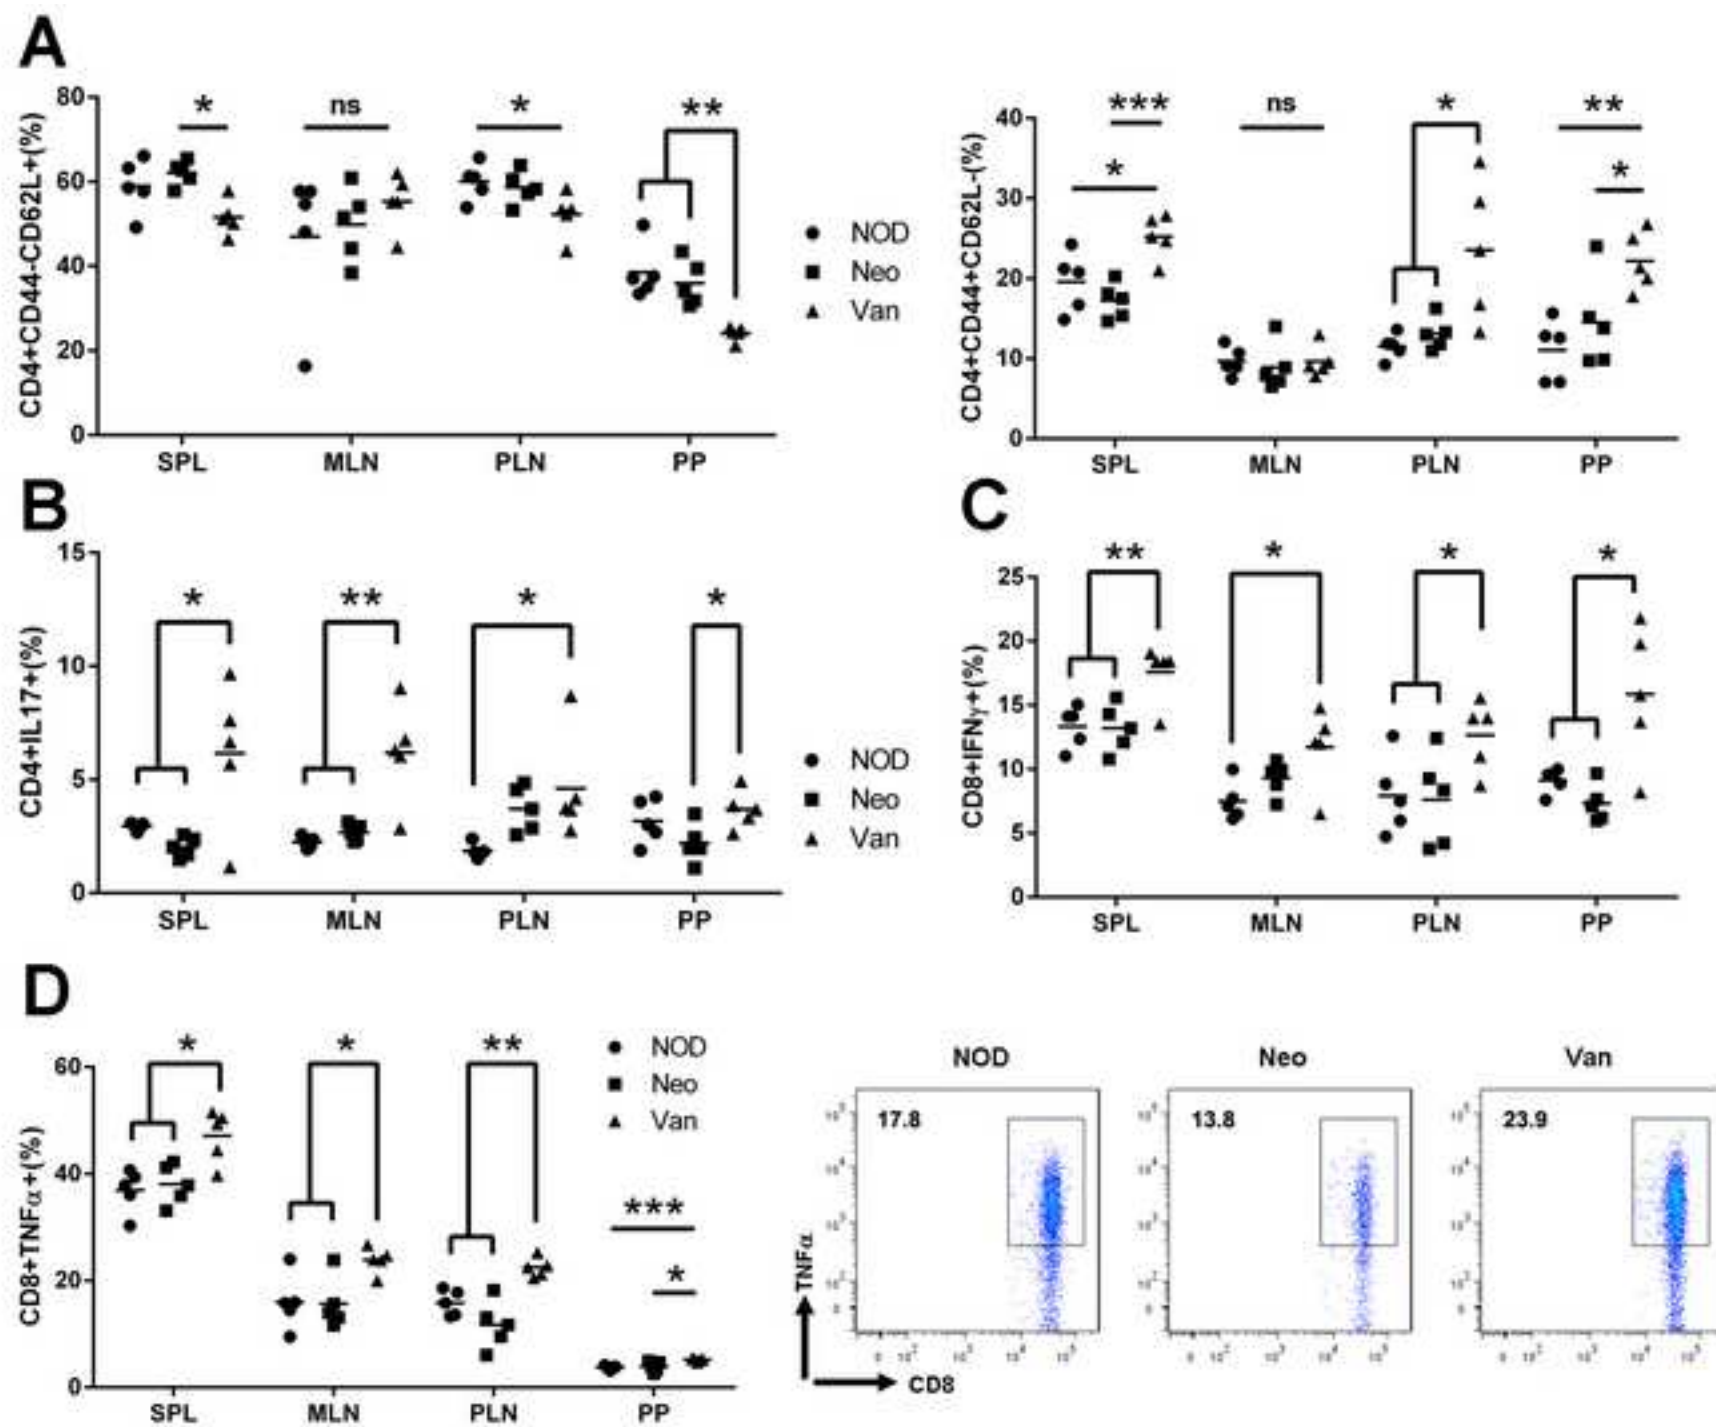 A
CD4+CD44-CD62L+(%)
80
60
40
20
0
*
ns
*
**
SPL
MLN
PLN
PP
NOD
Neo
Van
CD4+CD44+CD62L-(%)
40
30
20
10
0
***
*
ns
*
**
*
SPL
MLN
PLN
PP
B
CD4+IL17+(%)
15
10
5
0
*
**
*
*
SPL
MLN
PLN
PP
NOD
Neo
Van
C
CD8+IFNγ+(%)
25
20
15
10
5
0
**
*
*
*
SPL
MLN
PLN
PP
D
CD8+TNFα+(%)
60
40
20
0
*
*
**
***
*
SPL
MLN
PLN
PP
NOD
Neo
Van
NOD
17.8
Neo
13.8
Van
23.9
TNFα
CD8